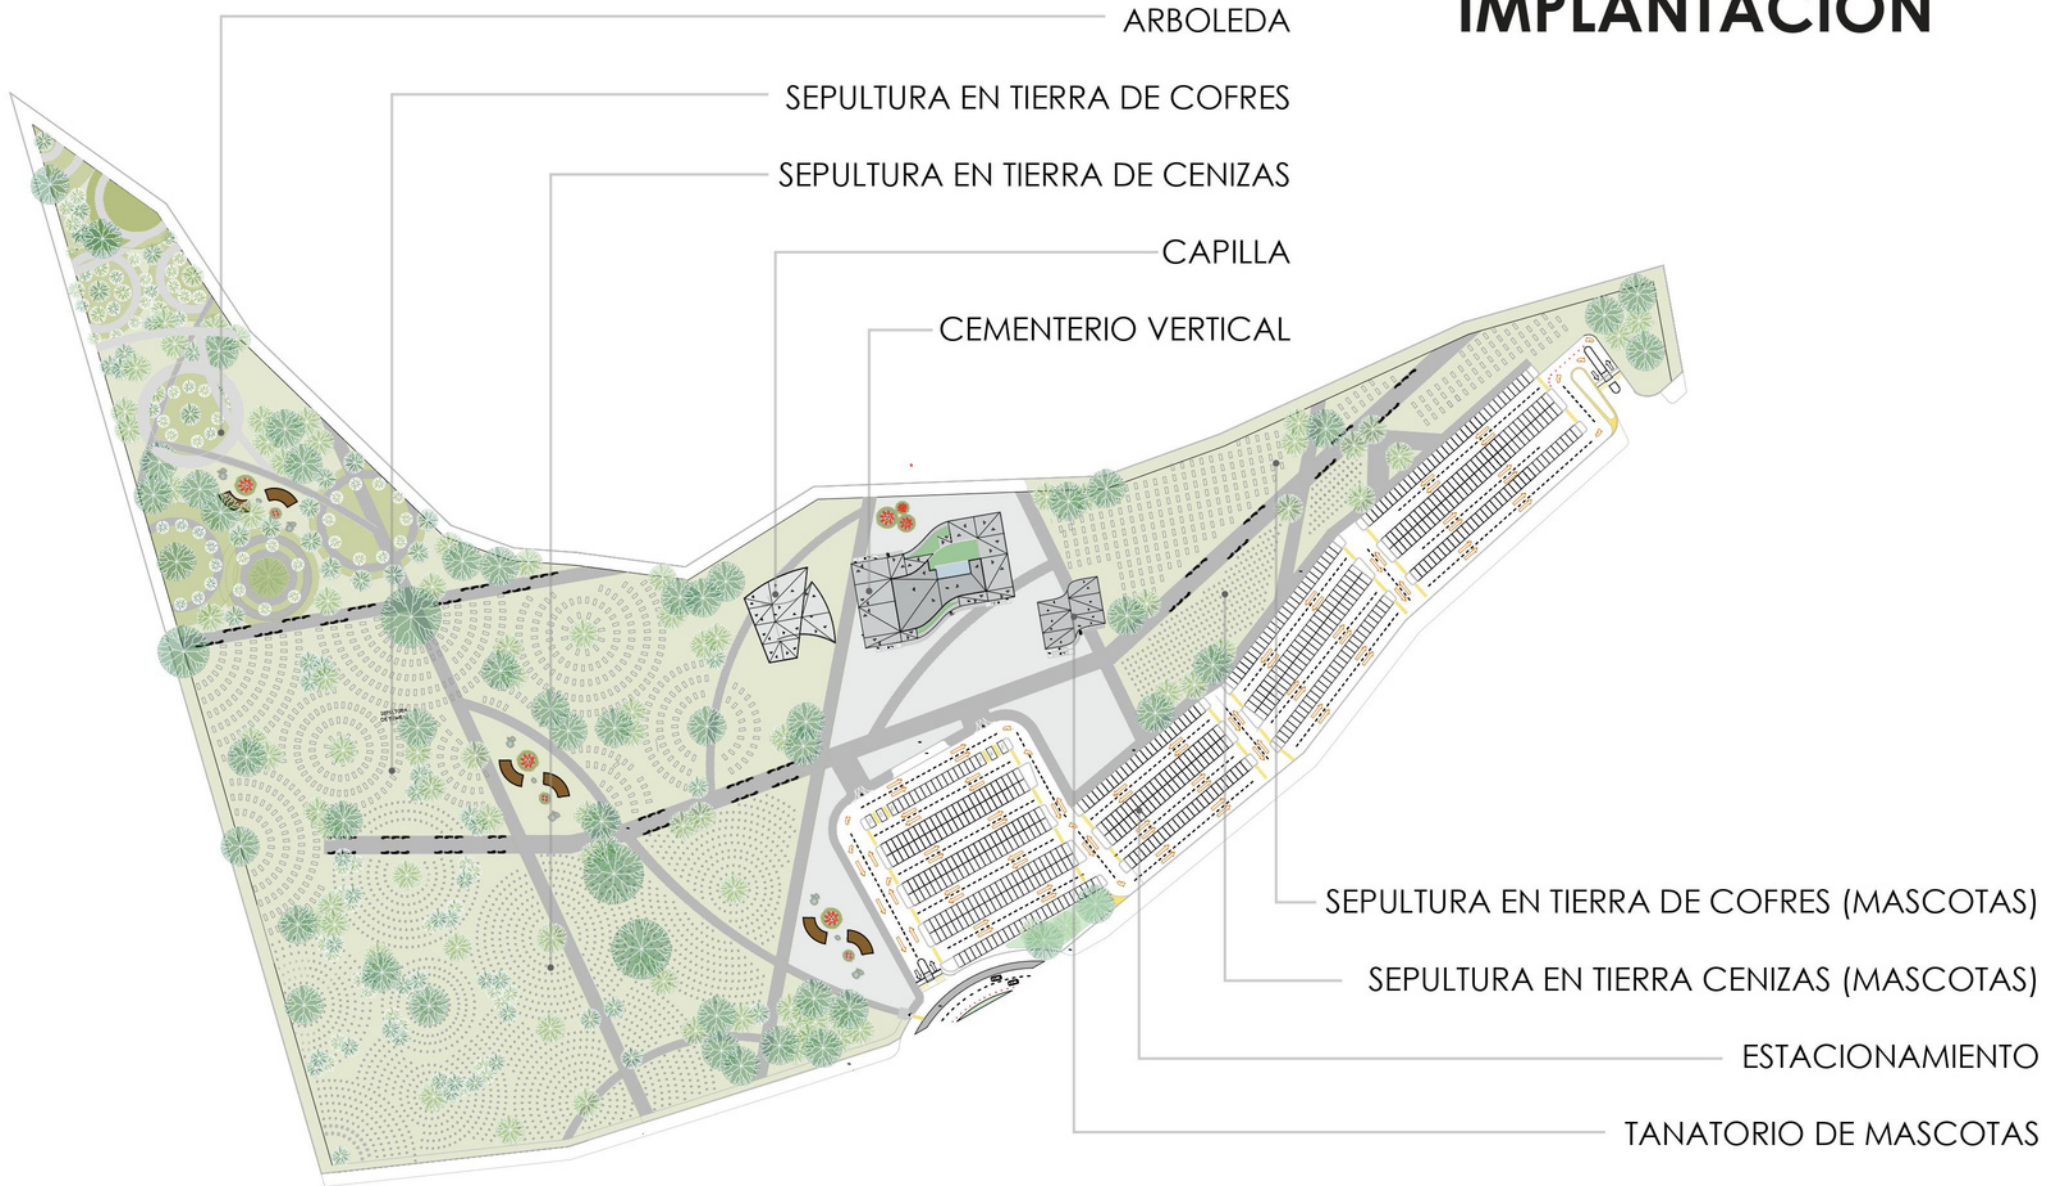 IMPLANTACIÓN
ARBOLEDA
SEPULTURA EN TIERRA DE COFRES
SEPULTURA EN TIERRA DE CENIZAS
CAPILLA
CEMENTERIO VERTICAL
SEPULTURA EN TIERRA DE COFRES (MASCOTAS)
SEPULTURA EN TIERRA CENIZAS (MASCOTAS)
ESTACIONAMIENTO
TANATORIO DE MASCOTAS